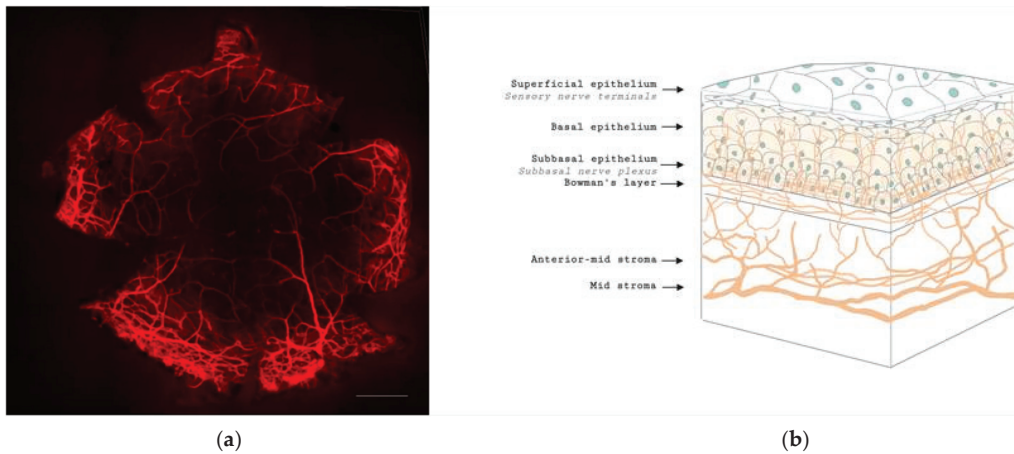 Superficial epithelium
Sensory nerve terminals
Basal epithelium
Subbasal epithelium
Subbasal nerve plexus
Bowman's layer
Anterior-mid stroma
Mid stroma
(a)
(b)